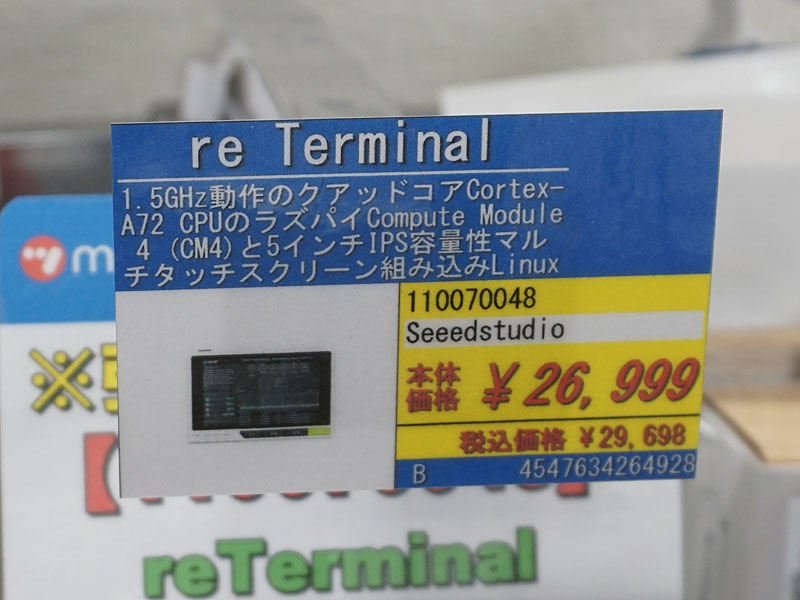 re Terminal
1.5GHz動作のクアッドコアCortex-
A72 CPUのラズパイCompute Module
4 (CM4)と5インチIPS容量性マル
チタッチスクリーン組み込みLinux
110070048
Seeedstudio
本体
価格 ¥26,999
税込価格 ¥29,698
B 4547634264928
m
※
【
】
reTerminal